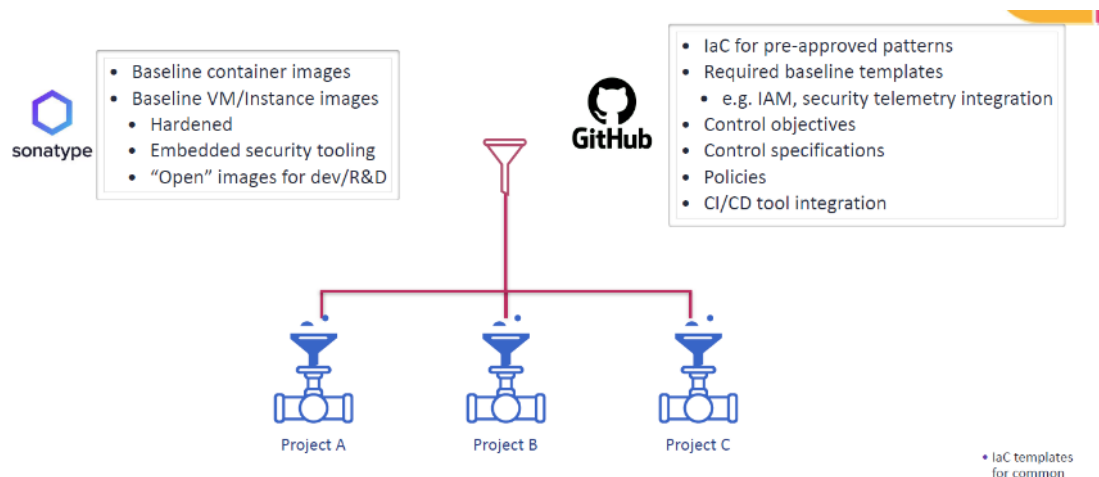 sonatype
Baseline container images
Baseline VM/Instance images
Hardened
Embedded security tooling
“Open” images for dev/R&D
GitHub
IaC for pre-approved patterns
Required baseline templates
e.g. IAM, security telemetry integration
Control objectives
Control specifications
Policies
CI/CD tool integration
Project A
Project B
Project C
IaC templates
for common